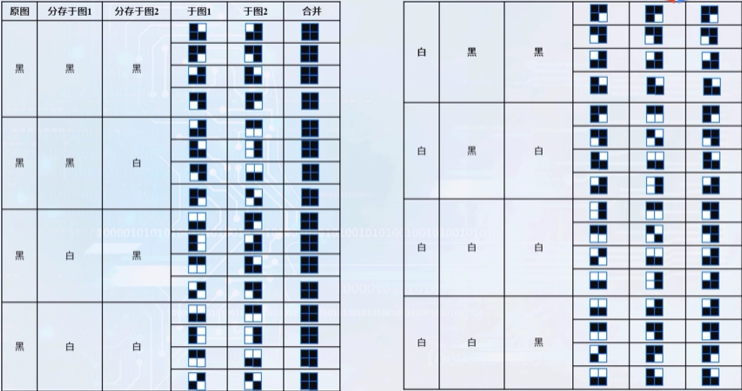 原图 分存于图1 分存于图2 于图1 于图2 合并
黑 黑 黑
黑 黑 白
黑 白 黑
黑 白 白
白 黑 黑
白 黑 白
白 白 白
白 白 黑